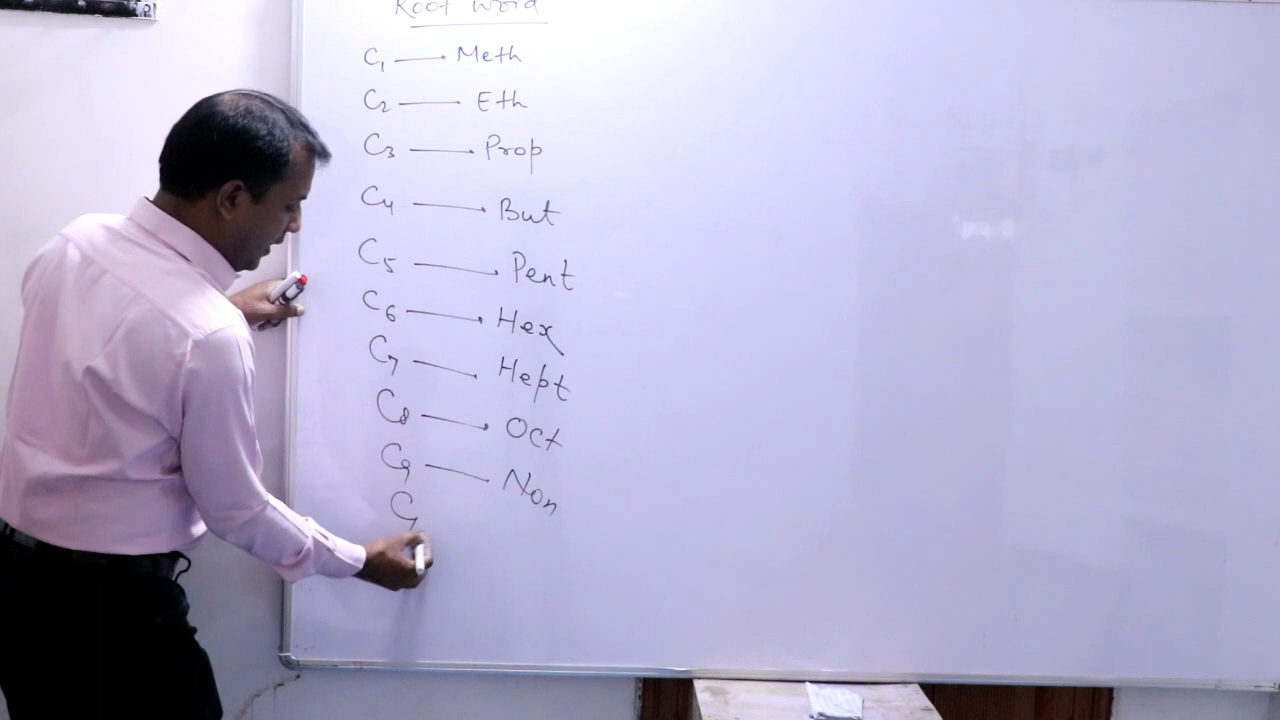 Root Word
C₁ → Meth
C₂ → Eth
C₃ → Prop
C₄ → But
C₅ → Pent
C₆ → Hex
C₇ → Hept
C₈ → Oct
C₉ → Non
C₁